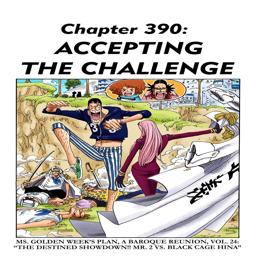 Chapter 390:
ACCEPTING
THE CHALLENGE
MS. GOLDEN WEEK'S PLAN, A BAROQUE REUNION, VOL. 24:
"THE DESTINED SHOWDOWN!! MR. 2 VS. BLACK CAGE HINA"